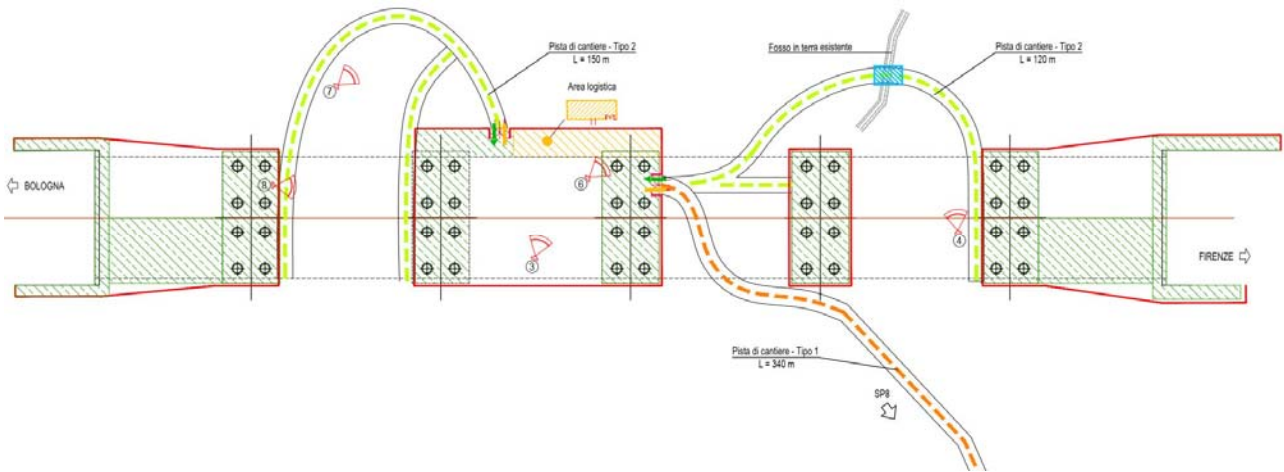 Pista di cantiere - Tipo 2
L = 150 m
Fosso in terra esistente
Pista di cantiere - Tipo 2
L = 120 m
Area logistica
7
8
BOLOGNA
6
3
4
FIRENZE
Pista di cantiere - Tipo 1
L = 340 m
SP8